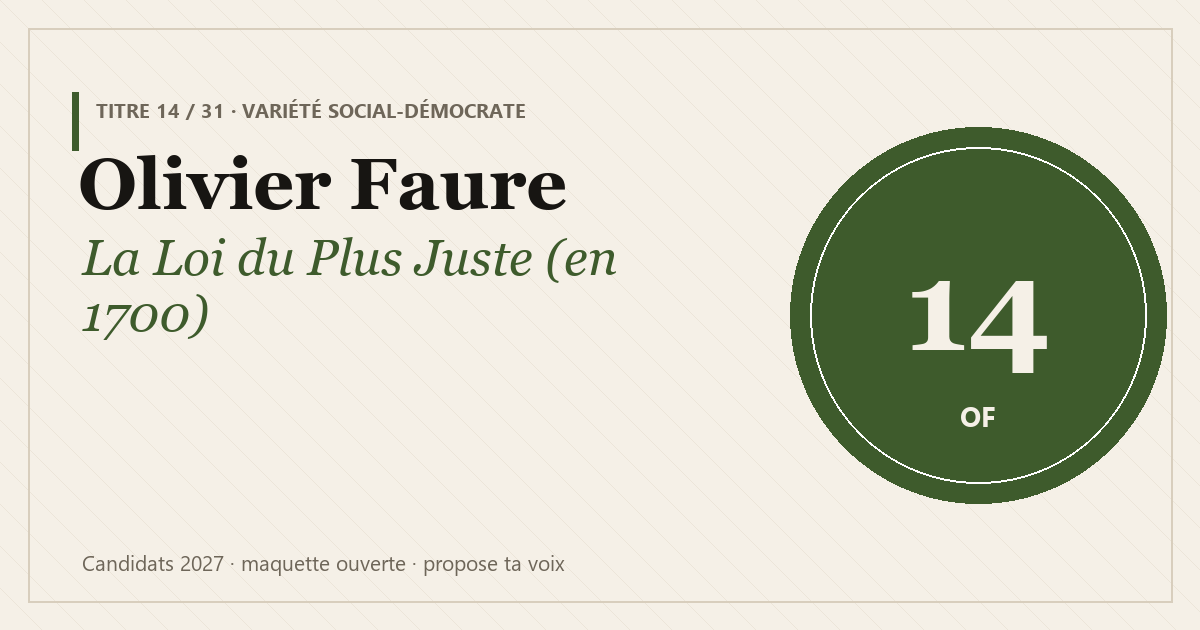 TITRE 14 / 31 · VARIÉTÉ SOCIAL-DÉMOCRATE
Olivier Faure
La Loi du Plus Juste (en
1700)
14
OF
Candidats 2027 · maquette ouverte · propose ta voix